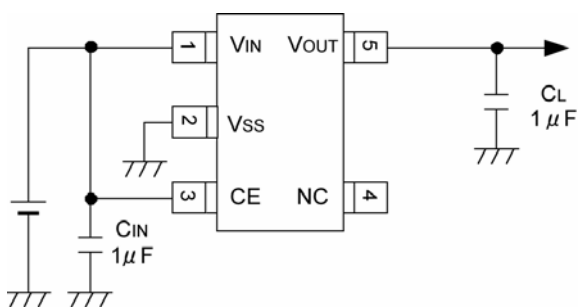 1 VIN VOUT 5
2 VSS
3 CE NC 4
CIN
1μF
CL
1μF